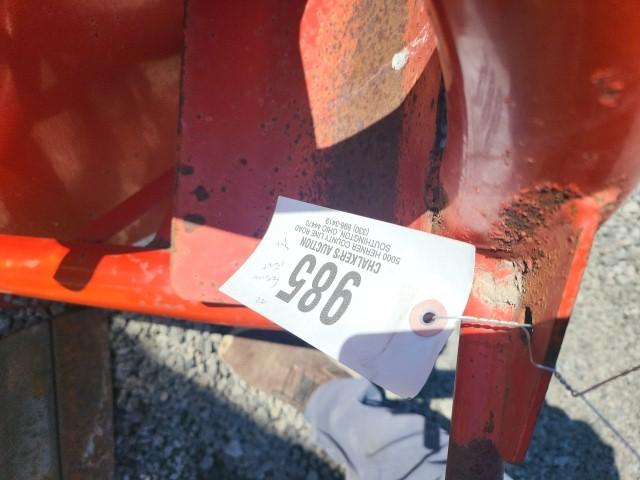 CHALKER'S AUCTION
5000 HERNER COUNTY LINE ROAD
SOUTHINGTON, OHIO 44470
(330) 898-3419
985